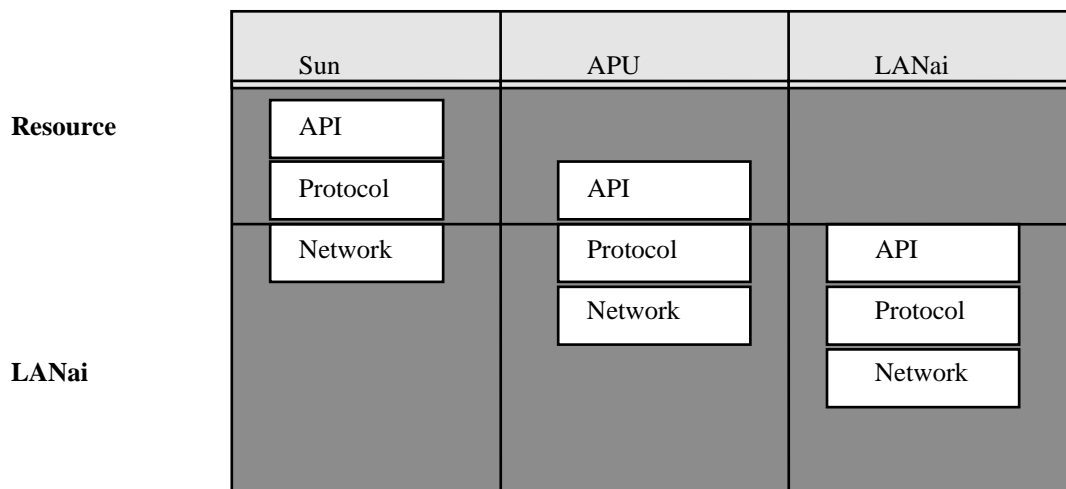 Sun APU LANai
Resource
API
Protocol API
Network Protocol API
Network Protocol
LANai Network